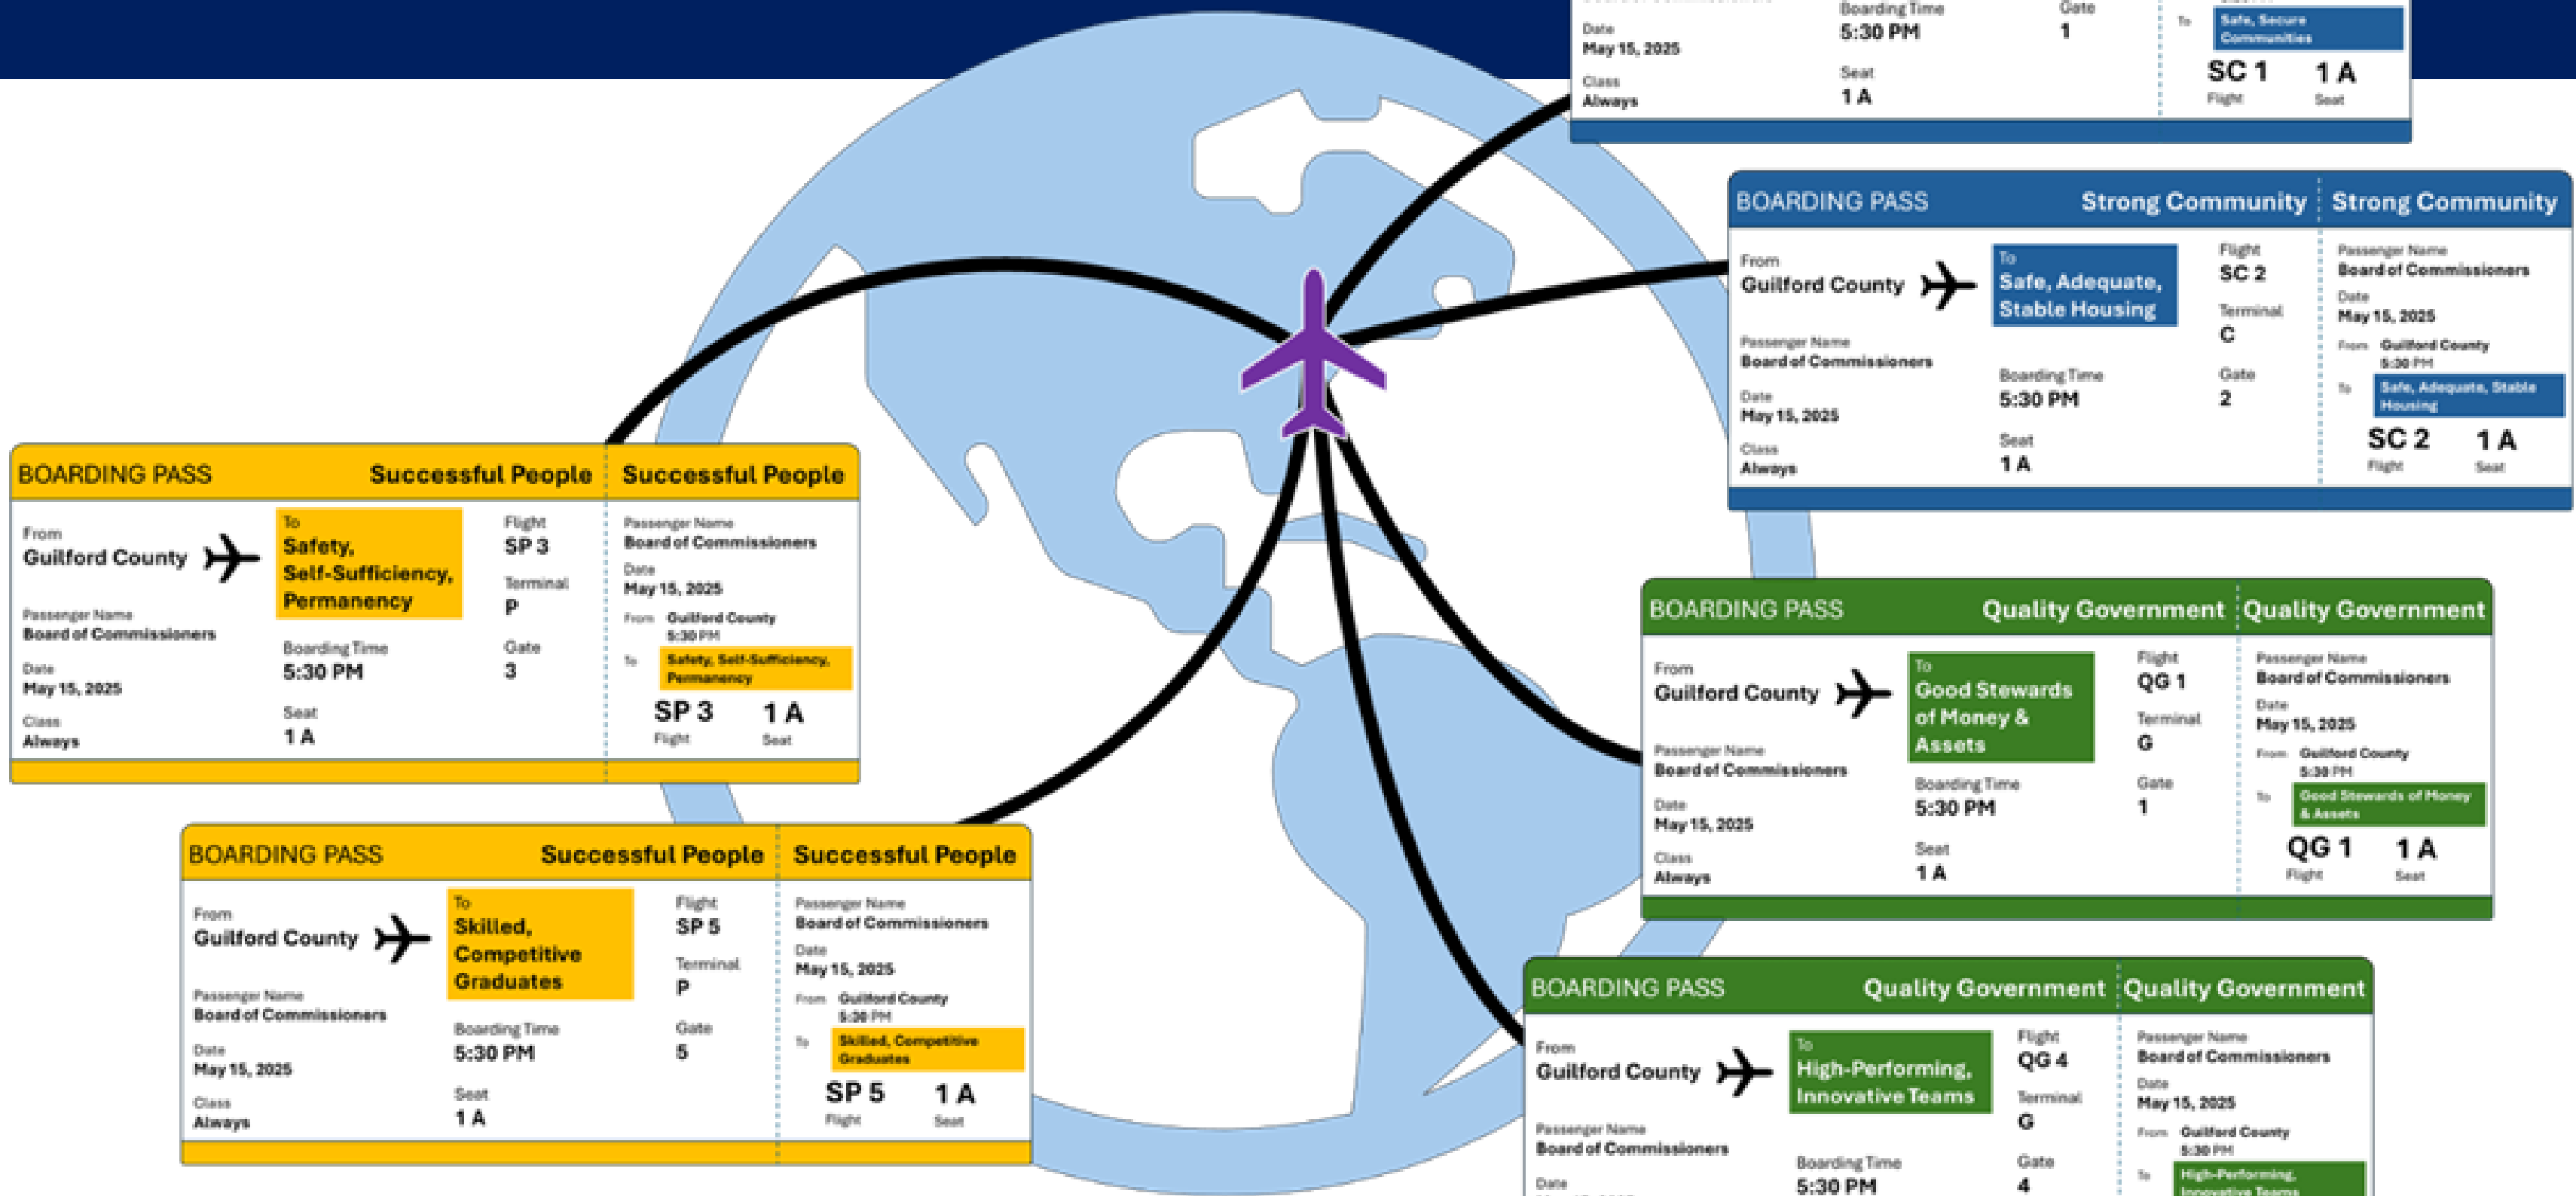 Boarding Time
Gate
Date
5:30 PM
1
May 15, 2025
Class
Seat
Always
1 A
To
Safe, Secure
Communities
SC 1 1 A
Flight Seat
BOARDING PASS Strong Community
From
Guilford County
To
Safe, Adequate,
Stable Housing
Flight
SC 2
Terminal
C
Passenger Name
Board of Commissioners
Boarding Time
5:30 PM
Gate
2
Date
May 15, 2025
Class
Always
Seat
1 A
Strong Community
Passenger Name
Board of Commissioners
Date
May 15, 2025
From Guilford County
5:30 PM
To
Safe, Adequate, Stable
Housing
SC 2 1 A
Flight Seat
BOARDING PASS Successful People
From
Guilford County
To
Safety,
Self-Sufficiency,
Permanency
Flight
SP 3
Terminal
P
Passenger Name
Board of Commissioners
Boarding Time
5:30 PM
Gate
3
Date
May 15, 2025
Class
Always
Seat
1 A
Successful People
Passenger Name
Board of Commissioners
Date
May 15, 2025
From Guilford County
5:30 PM
To
Safety, Self-Sufficiency,
Permanency
SP 3 1 A
Flight Seat
BOARDING PASS Quality Government
From
Guilford County
To
Good Stewards
of Money &
Assets
Flight
QG 1
Terminal
G
Passenger Name
Board of Commissioners
Boarding Time
5:30 PM
Gate
1
Date
May 15, 2025
Class
Always
Seat
1 A
Quality Government
Passenger Name
Board of Commissioners
Date
May 15, 2025
From Guilford County
5:30 PM
To
Good Stewards of Money
& Assets
QG 1 1 A
Flight Seat
BOARDING PASS Successful People
From
Guilford County
To
Skilled,
Competitive
Graduates
Flight
SP 5
Terminal
P
Passenger Name
Board of Commissioners
Boarding Time
5:30 PM
Gate
5
Date
May 15, 2025
Class
Always
Seat
1 A
Successful People
Passenger Name
Board of Commissioners
Date
May 15, 2025
From Guilford County
5:30 PM
To
Skilled, Competitive
Graduates
SP 5 1 A
Flight Seat
BOARDING PASS Quality Government
From
Guilford County
To
High-Performing,
Innovative Teams
Flight
QG 4
Terminal
G
Passenger Name
Board of Commissioners
Boarding Time
5:30 PM
Gate
4
Date
Quality Government
Passenger Name
Board of Commissioners
Date
May 15, 2025
From Guilford County
5:30 PM
To
High-Performing,
Innovative Teams